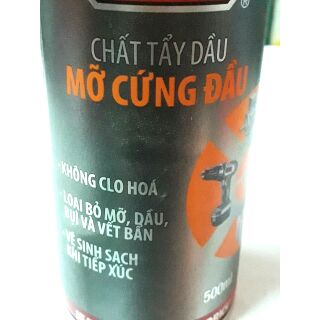 ®
CHẤT TẨY DẦU
MỠ CỨNG ĐẦU
-KHÔNG CLO HOÁ
-LOẠI BỎ MỠ, DẦU,
BỤI VÀ VẾT BẨN
-VỆ SINH SẠCH
KHI TIẾP XÚC
500ml